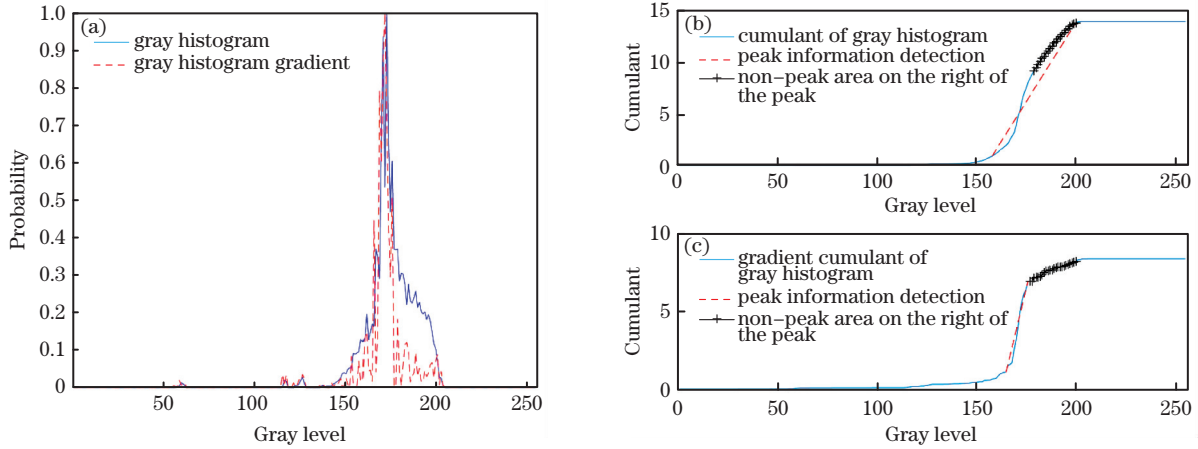 (a)
gray histogram
gray histogram gradient
Probability
1.0
0.9
0.8
0.7
0.6
0.5
0.4
0.3
0.2
0.1
0
50
100
150
200
250
Gray level
(b)
cumulant of gray histogram
peak information detection
non-peak area on the right of
the peak
Cumulant
15
10
5
0
0
50
100
150
200
250
Gray level
(c)
gradient cumulant of
gray histogram
peak information detection
non-peak area on the right of
the peak
Cumulant
10
5
0
0
50
100
150
200
250
Gray level